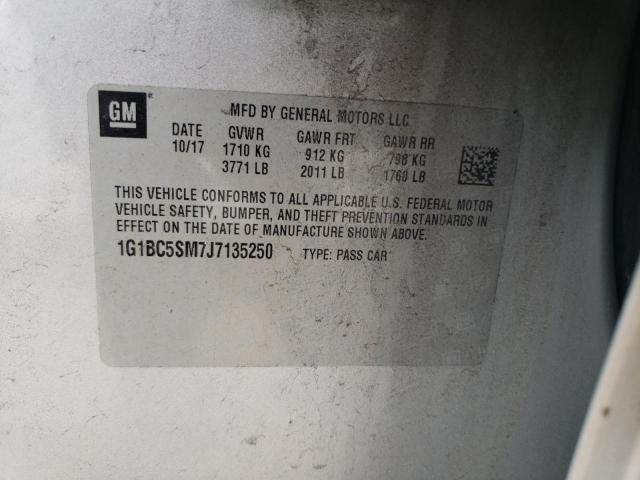 GM
MFD BY GENERAL MOTORS LLC
DATE GVWR GAWR FRT GAWR RR
10/17 1710 KG 912 KG 798 KG
3771 LB 2011 LB 1760 LB
THIS VEHICLE CONFORMS TO ALL APPLICABLE U.S. FEDERAL MOTOR
VEHICLE SAFETY, BUMPER, AND THEFT PREVENTION STANDARDS IN
EFFECT ON THE DATE OF MANUFACTURE SHOWN ABOVE.
1G1BC5SM7J7135250 TYPE: PASS CAR